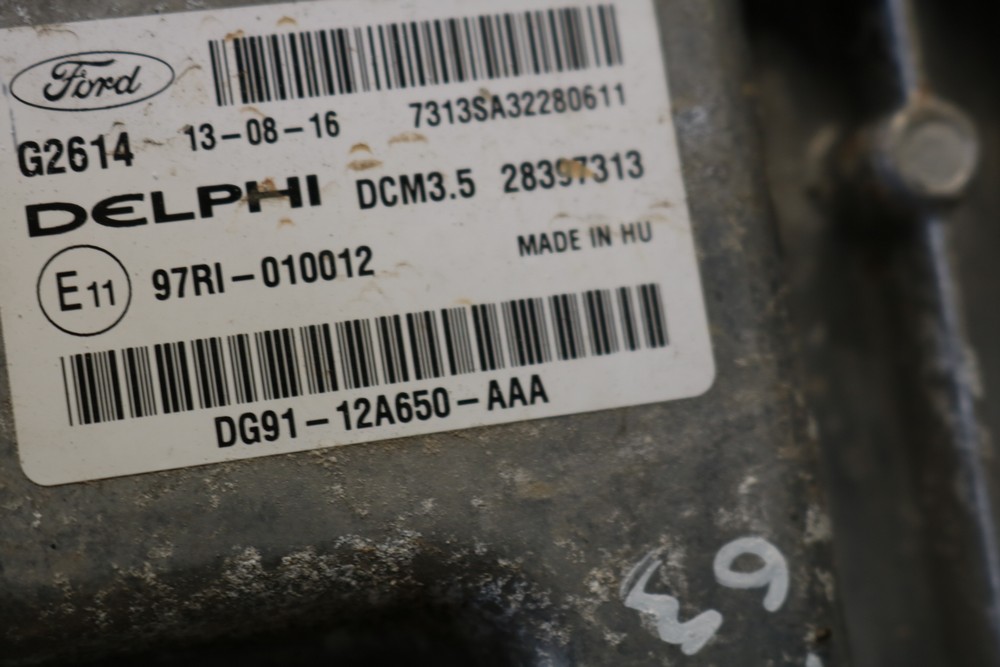 Ford
7313SA32280611
G2614 13-08-16
DELPHI DCM3.5 28397313
E11 97RI-010012 MADE IN HU
DG91-12A650-AAA